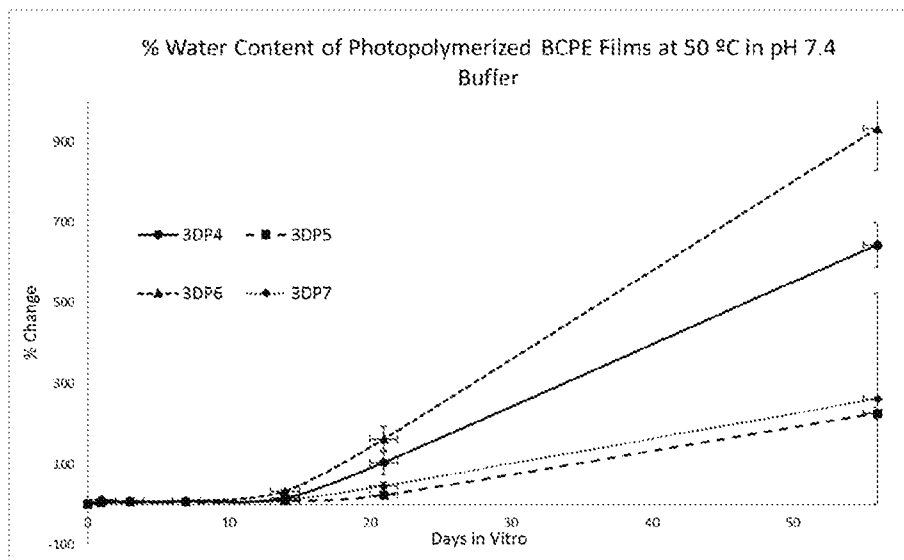 % Water Content of Photopolymerized BCPE Films at 50 ºC in pH 7.4
Buffer
900
700
500
300
100
-100
% Change
3DP4
3DP5
3DP6
3DP7
0
10
20
30
40
50
Days in Vitro